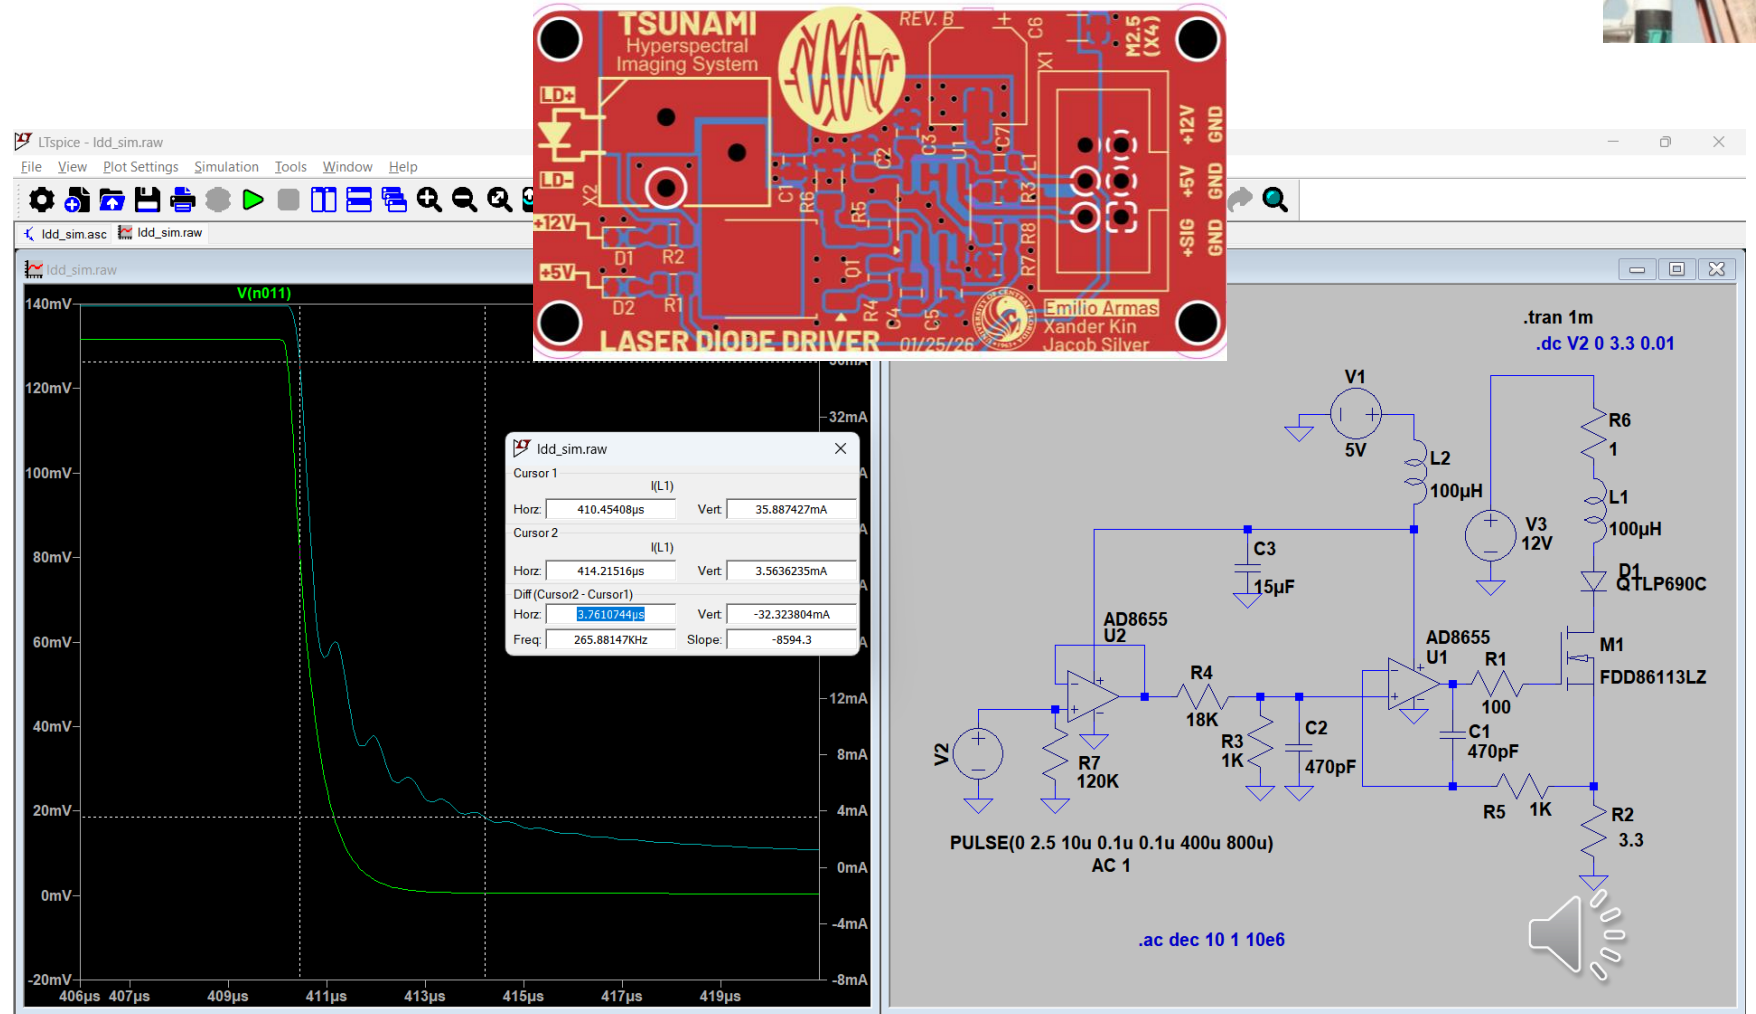 TSUNAMI
Hyperspectral
Imaging System
REV. B
C6
M2.5
(X4)
X1
LD+
LD-
X2
+12V
+5V
D1
R2
D2
R1
C1
R6
R5
C2
C3
U1
C7
L1
R3
R8
R7
Q1
R4
C4
C5
+12V
GND
+5V
GND
+SIG
GND
UNIVERSITY OF CENTRAL FLORIDA
Emilio Armas
Xander Kin
Jacob Silver
LASER DIODE DRIVER
01/25/26
LTspice - ldd_sim.raw
File View Plot Settings Simulation Tools Window Help
ldd_sim.asc
ldd_sim.raw
ldd_sim.raw
V(n011)
140mV
120mV
100mV
80mV
60mV
40mV
20mV
0mV
-20mV
32mA
12mA
8mA
4mA
0mA
-4mA
-8mA
406µs 407µs 409µs 411µs 413µs 415µs 417µs 419µs
ldd_sim.raw
Cursor 1
I(L1)
Horz: 410.45408µs Vert: 35.887427mA
Cursor 2
I(L1)
Horz: 414.21516µs Vert: 3.5636235mA
Diff (Cursor2 - Cursor1)
Horz: 3.7610744µs Vert: -32.323804mA
Freq: 265.88147KHz Slope: -8594.3
.tran 1m
.dc V2 0 3.3 0.01
V1
5V
L2
100µH
R6
1
L1
100µH
V3
12V
D1
QTLP690C
C3
15µF
AD8655
U2
AD8655
U1
R1
100
M1
FDD86113LZ
R4
18K
R3
1K
C2
470pF
C1
470pF
V2
R7
120K
R5
1K
R2
3.3
PULSE(0 2.5 10u 0.1u 0.1u 400u 800u)
AC 1
.ac dec 10 1 10e6